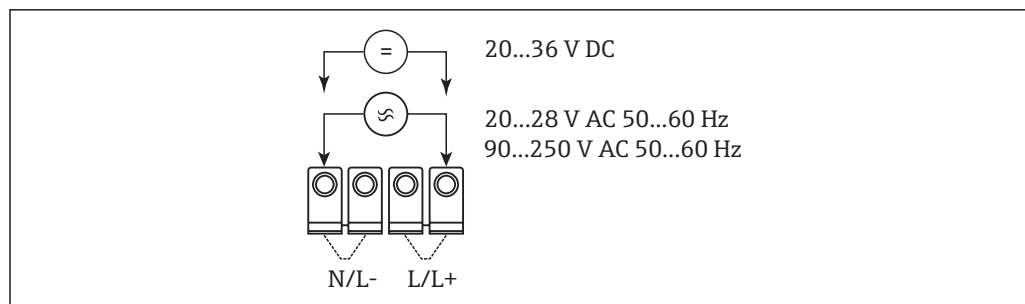 =
20...36 V DC
≈
20...28 V AC 50...60 Hz
90...250 V AC 50...60 Hz
N/L- L/L+